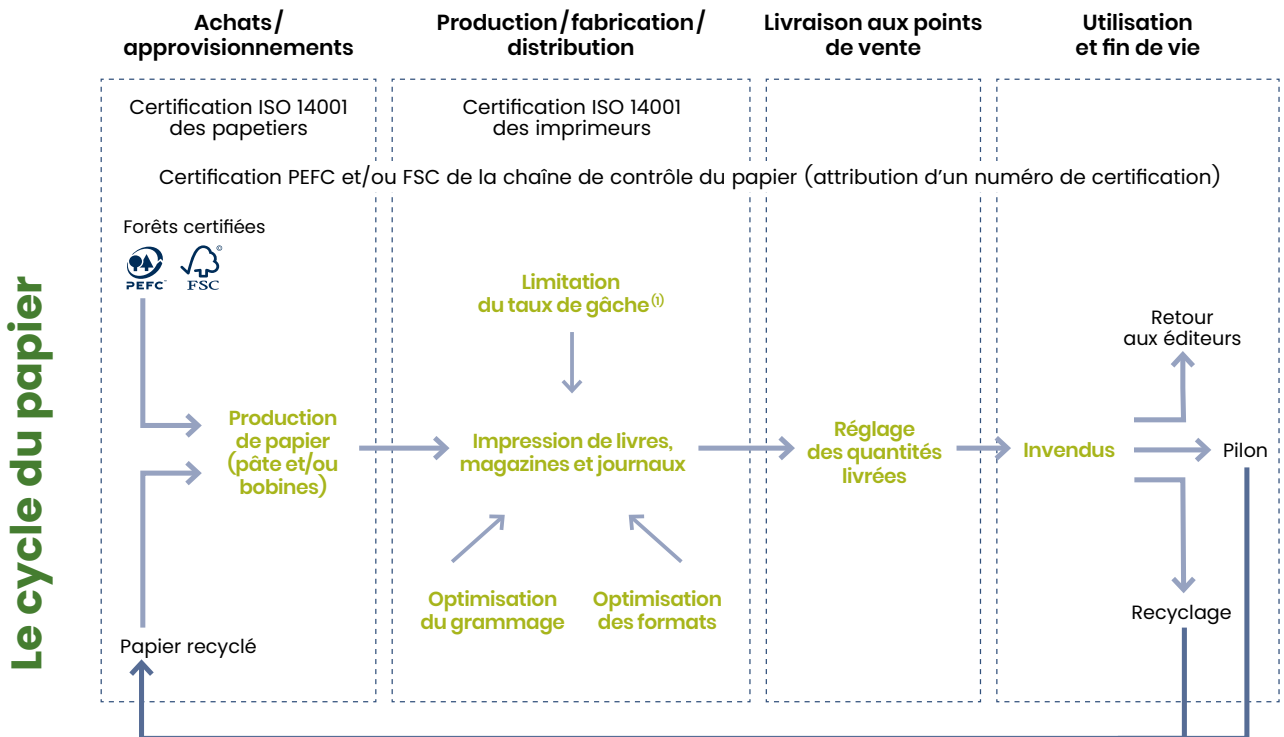 Le cycle du papier
Achats/
approvisionnements
Production/fabrication/
distribution
Livraison aux points
de vente
Utilisation
et fin de vie
Certification ISO 14001
des papetiers
Certification ISO 14001
des imprimeurs
Certification PEFC et/ou FSC de la chaîne de contrôle du papier (attribution d’un numéro de certification)
Forêts certifiées
PEFC™
FSC
©
Limitation
du taux de gâche(1)
Retour
aux éditeurs
Production
de papier
(pâte et/ou
bobines)
Impression de livres,
magazines et journaux
Réglage
des quantités
livrées
Invendus
Pilon
Optimisation
du grammage
Optimisation
des formats
Recyclage
Papier recyclé